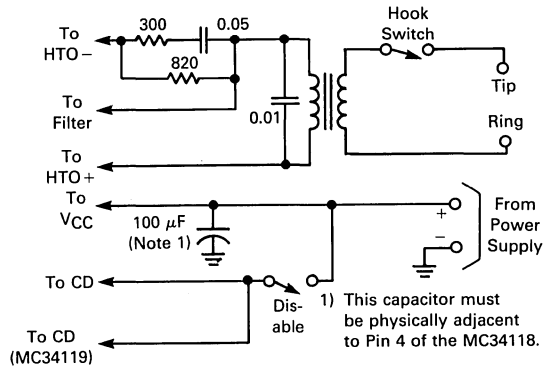 To
HTO−
300
0.05
820
To
Filter
0.01
To
HTO+
Hook
Switch
Tip
Ring
To
VCC
100 μF
(Note 1)
+
−
From
Power
Supply
To CD
Dis-
able
To CD
(MC34119)
1) This capacitor must
be physically adjacent
to Pin 4 of the MC34118.